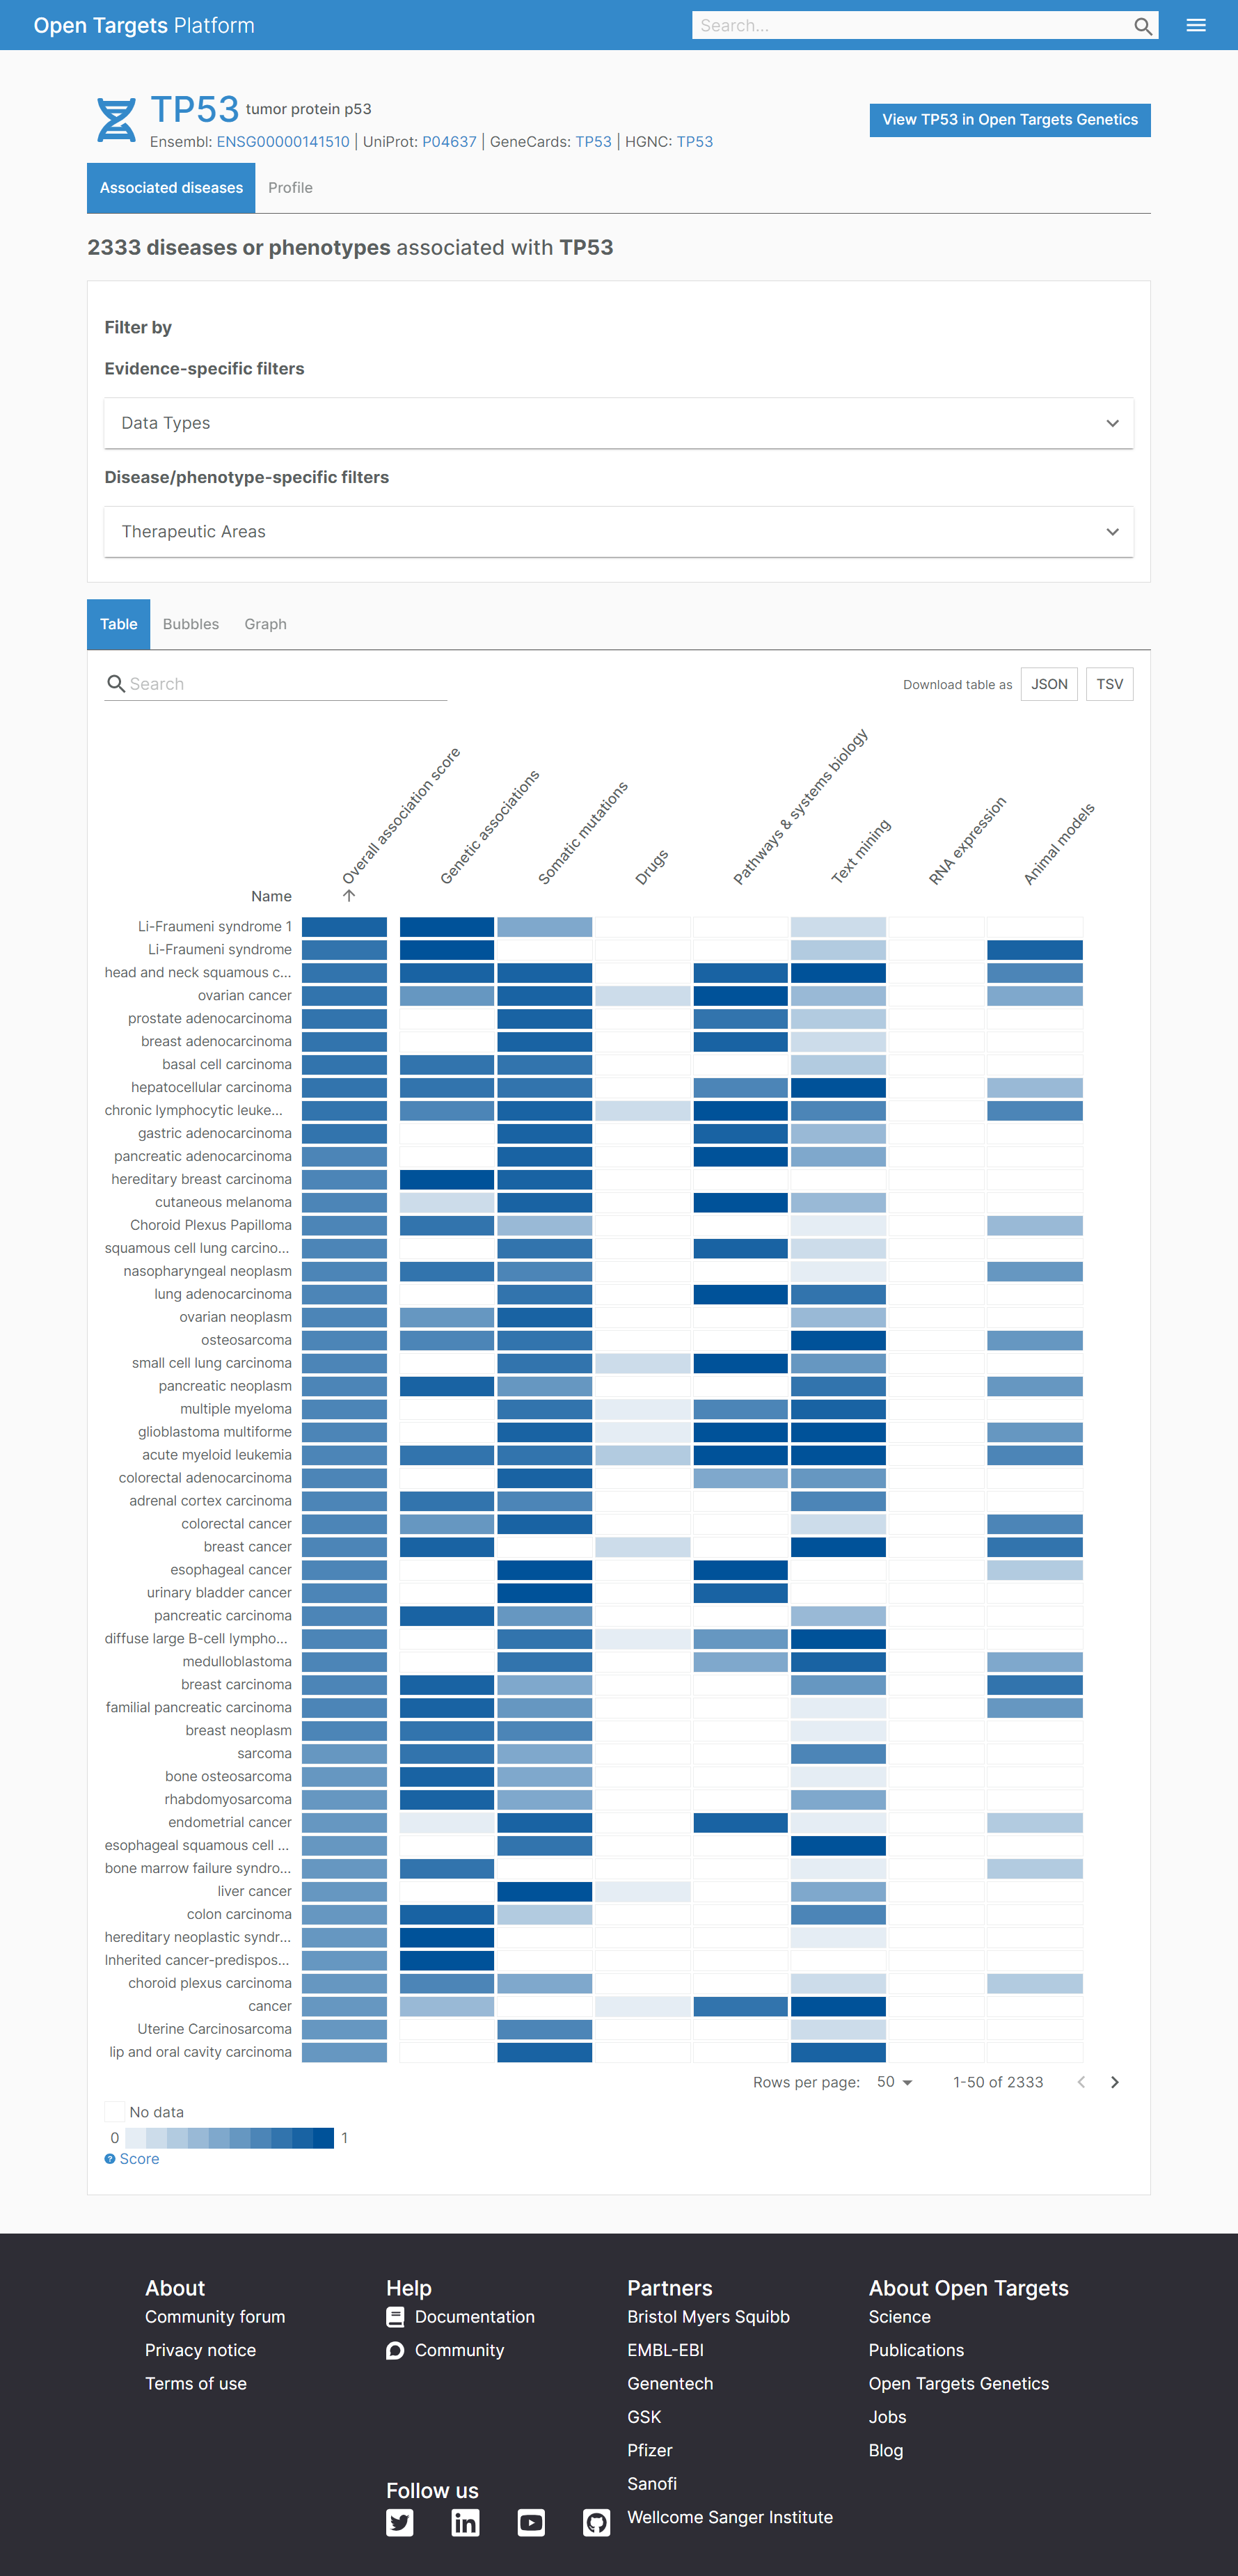 Open Targets Platform
Search...
TP53 tumor protein p53
Ensembl: ENSG00000141510 | UniProt: P04637 | GeneCards: TP53 | HGNC: TP53
View TP53 in Open Targets Genetics
Associated diseases
Profile
2333 diseases or phenotypes associated with TP53
Filter by
Evidence-specific filters
Data Types
Disease/phenotype-specific filters
Therapeutic Areas
Table
Bubbles
Graph
Search
Download table as
JSON
TSV
Name
Overall association score
Genetic associations
Somatic mutations
Drugs
Pathways & systems biology
Text mining
RNA expression
Animal models
Li-Fraumeni syndrome 1
Li-Fraumeni syndrome
head and neck squamous c...
ovarian cancer
prostate adenocarcinoma
breast adenocarcinoma
basal cell carcinoma
hepatocellular carcinoma
chronic lymphocytic leuke...
gastric adenocarcinoma
pancreatic adenocarcinoma
hereditary breast carcinoma
cutaneous melanoma
Choroid Plexus Papilloma
squamous cell lung carcino...
nasopharyngeal neoplasm
lung adenocarcinoma
ovarian neoplasm
osteosarcoma
small cell lung carcinoma
pancreatic neoplasm
multiple myeloma
glioblastoma multiforme
acute myeloid leukemia
colorectal adenocarcinoma
adrenal cortex carcinoma
colorectal cancer
breast cancer
esophageal cancer
urinary bladder cancer
pancreatic carcinoma
diffuse large B-cell lympho...
medulloblastoma
breast carcinoma
familial pancreatic carcinoma
breast neoplasm
sarcoma
bone osteosarcoma
rhabdomyosarcoma
endometrial cancer
esophageal squamous cell ...
bone marrow failure syndro...
liver cancer
colon carcinoma
hereditary neoplastic syndr...
Inherited cancer-predispos...
choroid plexus carcinoma
cancer
Uterine Carcinosarcoma
lip and oral cavity carcinoma
Rows per page: 50
1-50 of 2333
No data
0
1
? Score
About
Community forum
Privacy notice
Terms of use
Help
Documentation
Community
Follow us
Partners
Bristol Myers Squibb
EMBL-EBI
Genentech
GSK
Pfizer
Sanofi
Wellcome Sanger Institute
About Open Targets
Science
Publications
Open Targets Genetics
Jobs
Blog